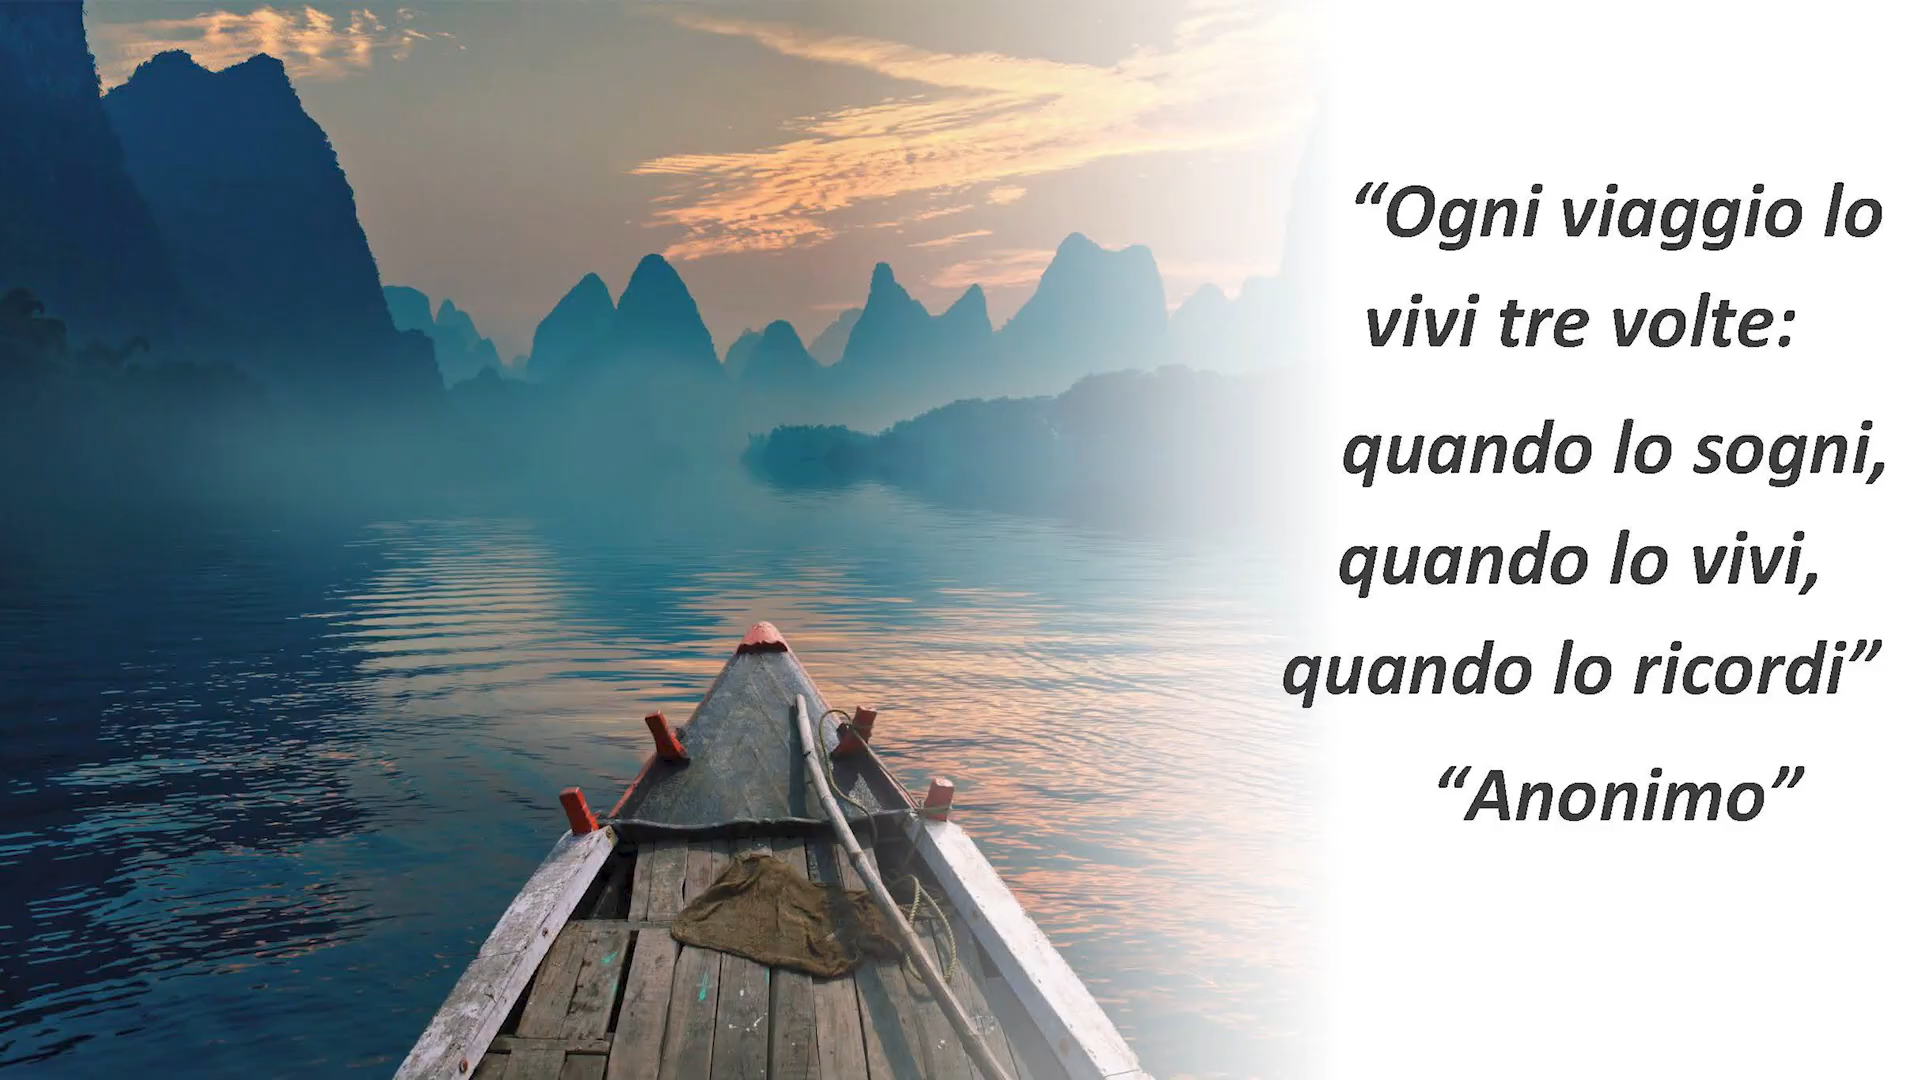 “Ogni viaggio lo
vivi tre volte:
quando lo sogni,
quando lo vivi,
quando lo ricordi”
“Anonimo”